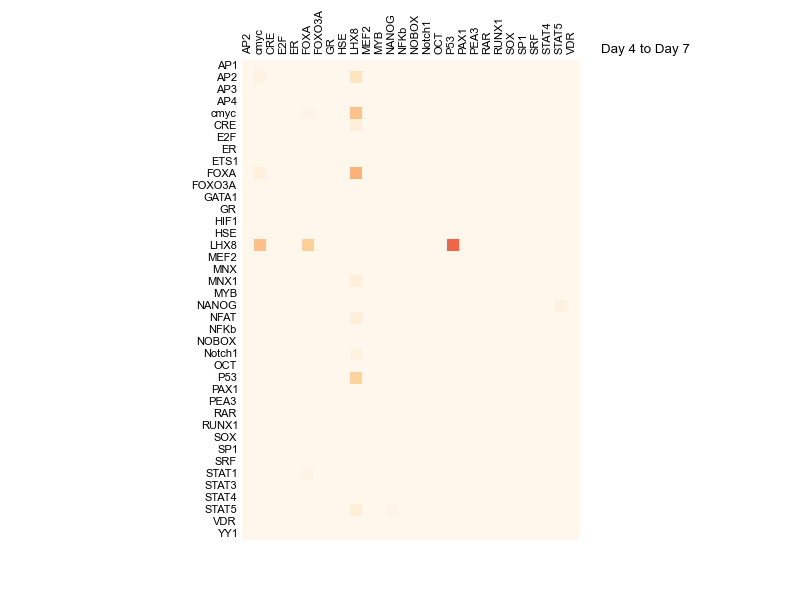 AP2 cmyc CRE E2F ER FOXA FOXO3A GR HSE LHX8 MEF2 MYB NANOG NFKb NOBOX Notch1 OCT P53 PAX1 PEA3 RAR RUNX1 SOX SP1 SRF STAT4 STAT5 VDR
Day 4 to Day 7
AP1
AP2
AP3
AP4
cmyc
CRE
E2F
ER
ETS1
FOXA
FOXO3A
GATA1
GR
HIF1
HSE
LHX8
MEF2
MNX
MNX1
MYB
NANOG
NFAT
NFKb
NOBOX
Notch1
OCT
P53
PAX1
PEA3
RAR
RUNX1
SOX
SP1
SRF
STAT1
STAT3
STAT4
STAT5
VDR
YY1